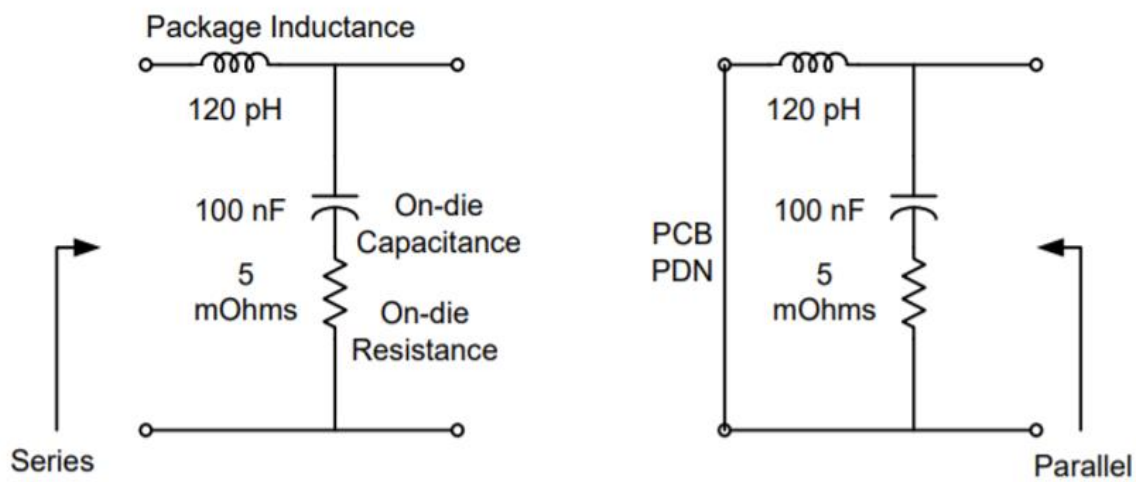 Package Inductance
120 pH
100 nF
On-die
Capacitance
5
mOhms
On-die
Resistance
Series
120 pH
100 nF
PCB
PDN
5
mOhms
Parallel